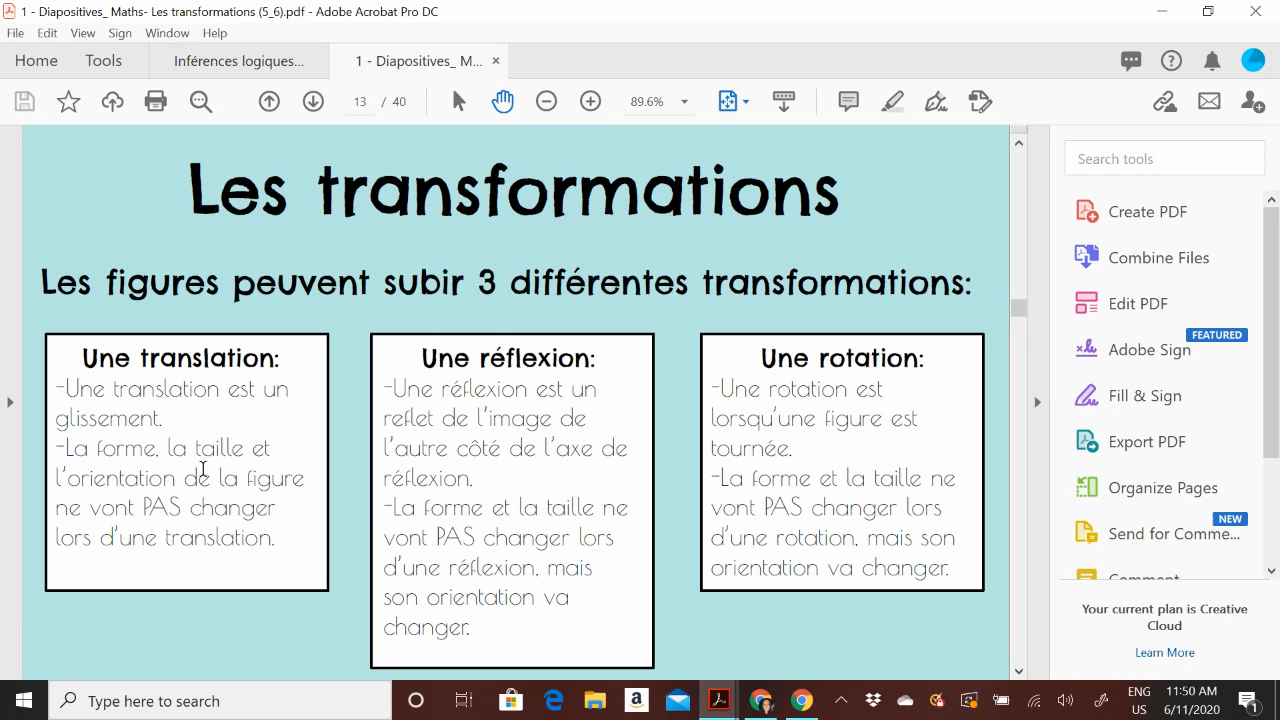 1 - Diapositives_ Maths- Les transformations (5_6).pdf - Adobe Acrobat Pro DC
File Edit View Sign Window Help
Home Tools Inférences logiques... 1 - Diapositives_ M... ×
13 / 40 89.6%
Les transformations
Les figures peuvent subir 3 différentes transformations:
Une translation:
-Une translation est un
glissement.
-La forme, la taille et
l'orientation de la figure
ne vont PAS changer
lors d'une translation.
Une réflexion:
-Une réflexion est un
reflet de l'image de
l'autre côté de l'axe de
réflexion.
-La forme et la taille ne
vont PAS changer lors
d'une réflexion, mais
son orientation va
changer.
Une rotation:
-Une rotation est
lorsqu'une figure est
tournée.
-La forme et la taille ne
vont PAS changer lors
d'une rotation, mais son
orientation va changer.
Search tools
Create PDF
Combine Files
Edit PDF
FEATURED
Adobe Sign
Fill & Sign
Export PDF
Organize Pages
NEW
Send for Comme...
Comment
Your current plan is Creative
Cloud
Learn More
Type here to search
ENG
US
11:50 AM
6/11/2020
1